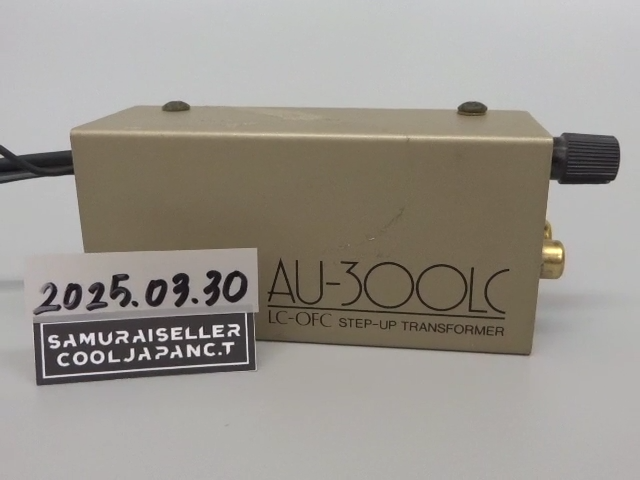 AU-300LC
LC-OFC STEP-UP TRANSFORMER
2025.03.30
SAMURAISELLER
COOLJAPANC.T